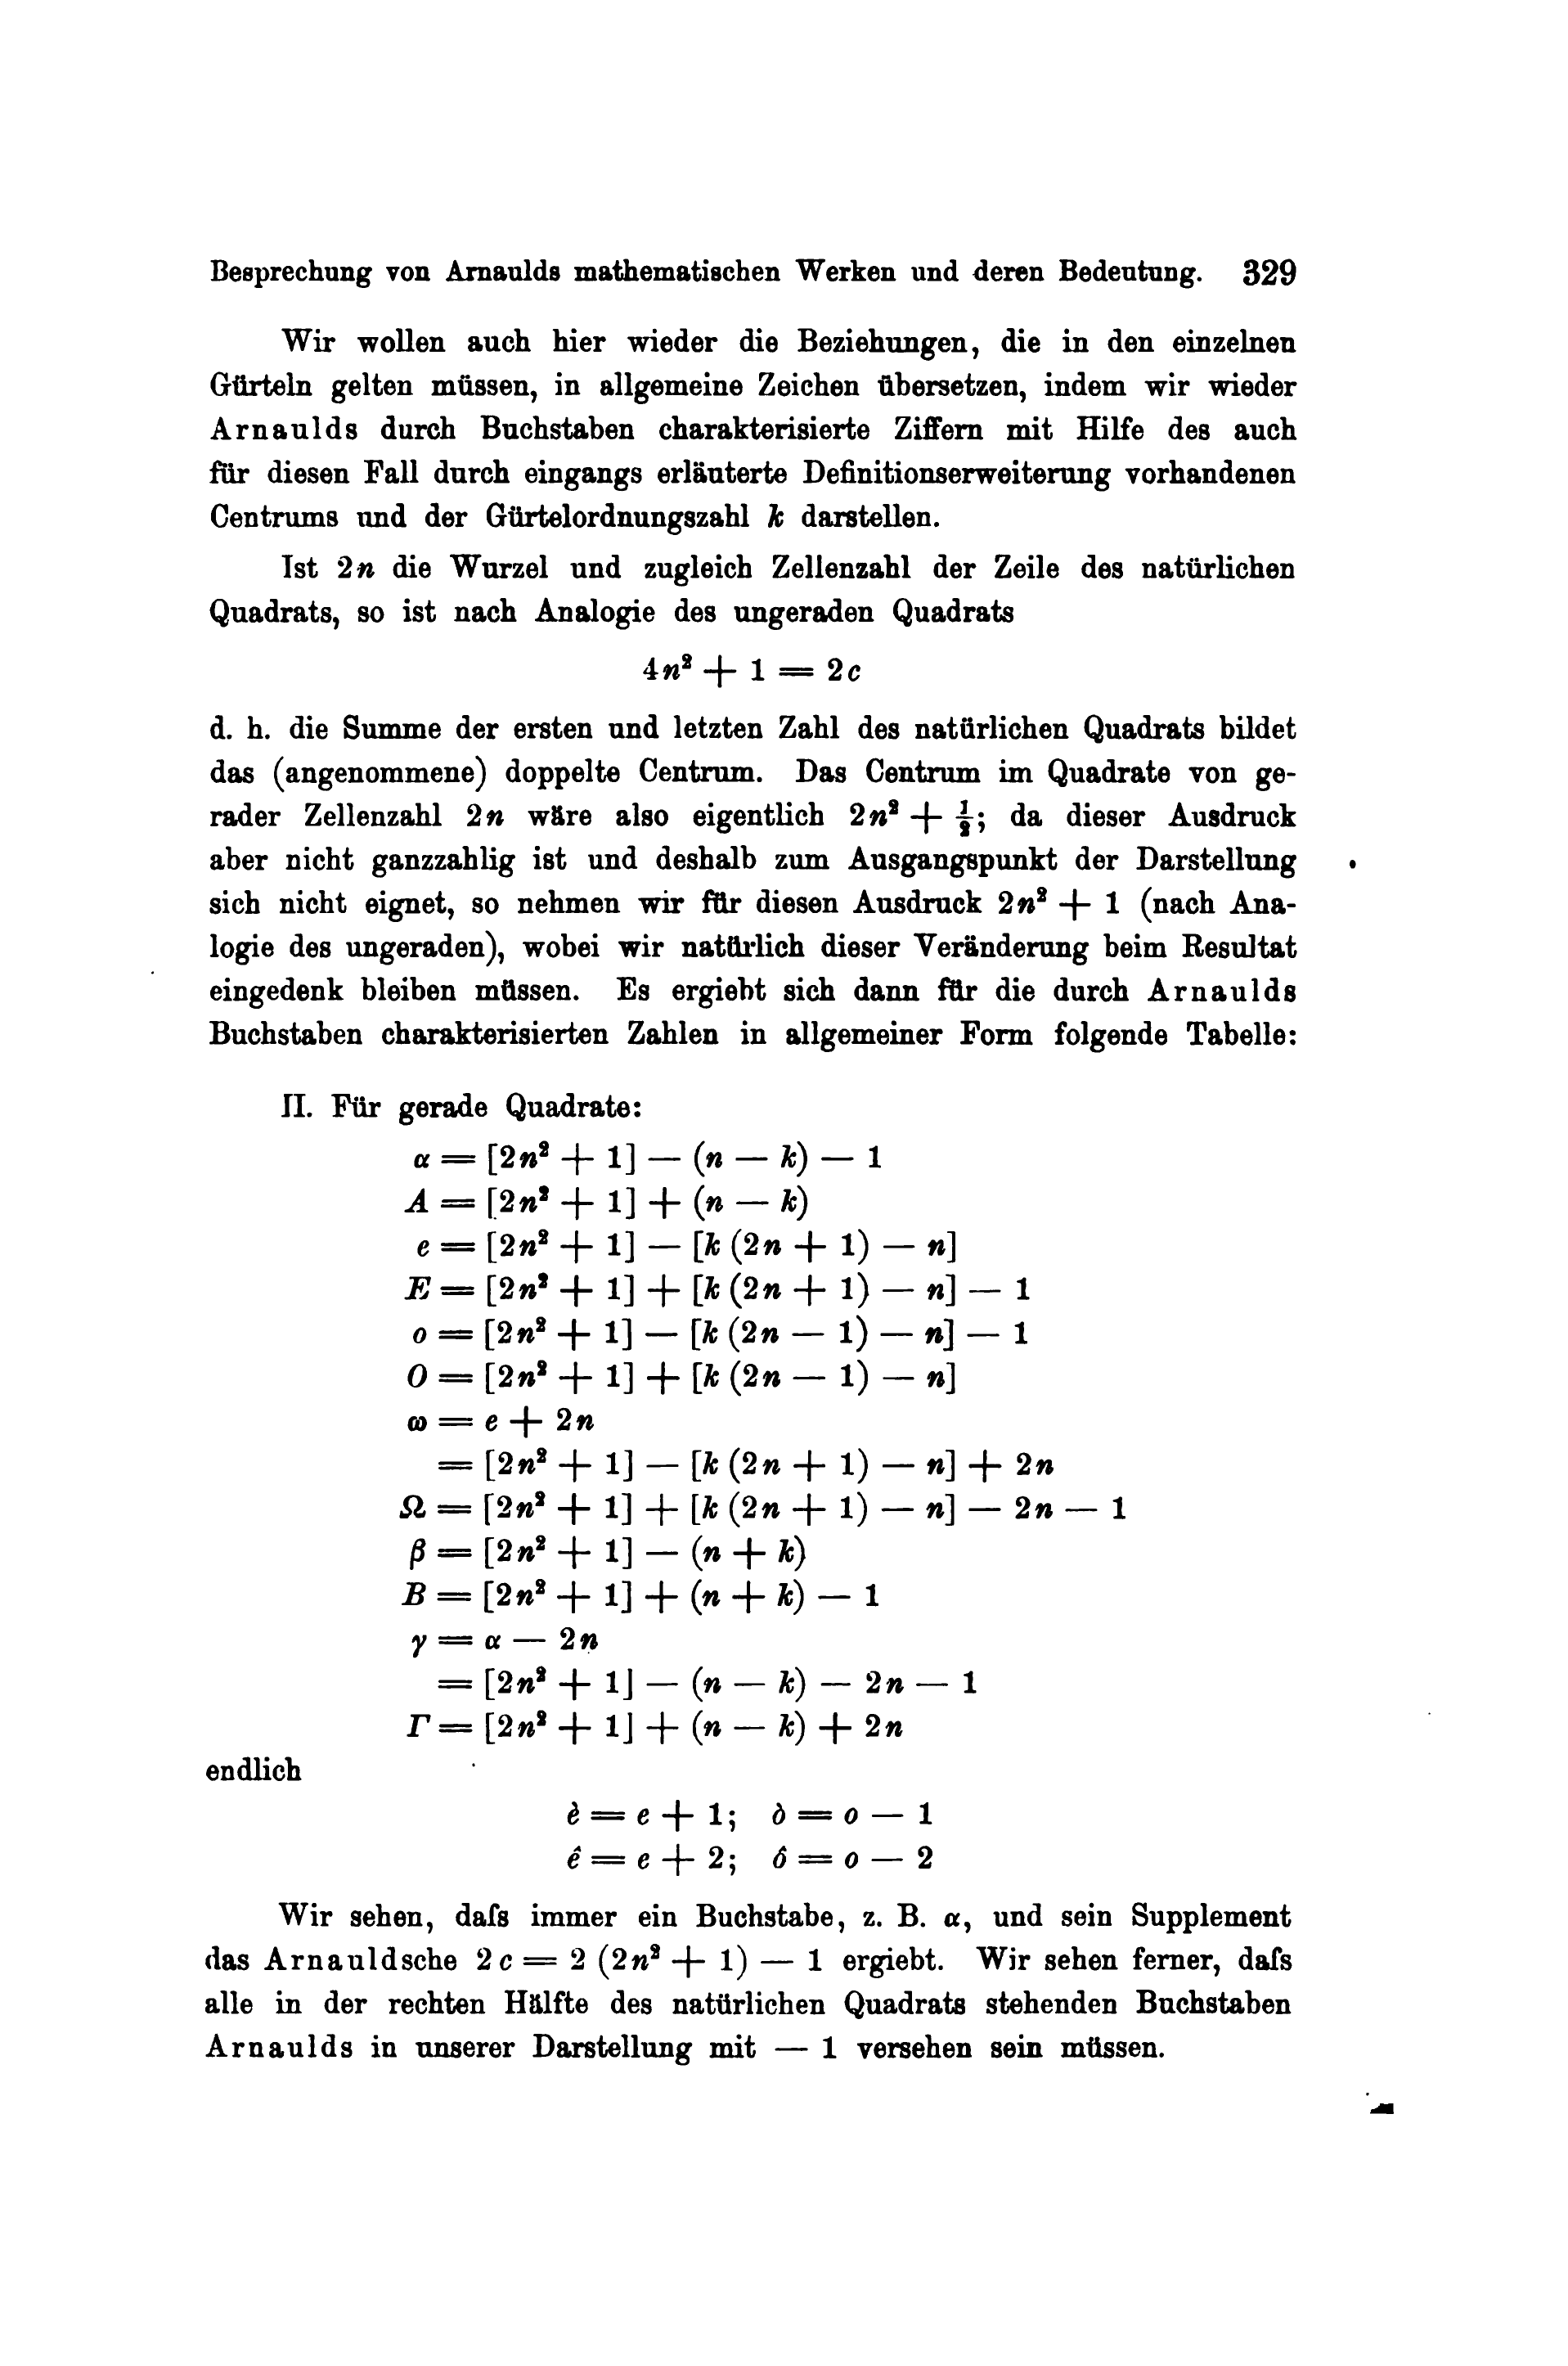 Besprechung von Arnaulds mathematischen Werken und deren Bedeutung. 329
Wir wollen auch hier wieder die Beziehungen, die in den einzelnen
Gürteln gelten müssen, in allgemeine Zeichen übersetzen, indem wir wieder
Arnaulds durch Buchstaben charakterisierte Ziffern mit Hilfe des auch
für diesen Fall durch eingangs erläuterte Definitionserweiterung vorhandenen
Centrums und der Gürtelordnungszahl k darstellen.
Ist 2n die Wurzel und zugleich Zellenzahl der Zeile des natürlichen
Quadrats, so ist nach Analogie des ungeraden Quadrats
4n² + 1 = 2c
d. h. die Summe der ersten und letzten Zahl des natürlichen Quadrats bildet
das (angenommene) doppelte Centrum. Das Centrum im Quadrate von ge-
rader Zellenzahl 2n wäre also eigentlich 2n² + ½; da dieser Ausdruck
aber nicht ganzzahlig ist und deshalb zum Ausgangspunkt der Darstellung
sich nicht eignet, so nehmen wir für diesen Ausdruck 2n² + 1 (nach Ana-
logie des ungeraden), wobei wir natürlich dieser Veränderung beim Resultat
eingedenk bleiben müssen. Es ergiebt sich dann für die durch Arnaulds
Buchstaben charakterisierten Zahlen in allgemeiner Form folgende Tabelle:
II. Für gerade Quadrate:
α = [2n² + 1] — (n — k) — 1
A = [2n² + 1] + (n — k)
e = [2n² + 1] — [k (2n + 1) — n]
E = [2n² + 1] + [k (2n + 1) — n] — 1
o = [2n² + 1] — [k (2n — 1) — n] — 1
O = [2n² + 1] + [k (2n — 1) — n]
ω = e + 2n
= [2n² + 1] — [k (2n + 1) — n] + 2n
Ω = [2n² + 1] + [k (2n + 1) — n] — 2n — 1
β = [2n² + 1] — (n + k)
B = [2n² + 1] + (n + k) — 1
γ = α — 2n
= [2n² + 1] — (n — k) — 2n — 1
Γ = [2n² + 1] + (n — k) + 2n
endlich
è = e + 1; ò = o — 1
ê = e + 2; ô = o — 2
Wir sehen, daſs immer ein Buchstabe, z. B. α, und sein Supplement
das Arnauldsche 2c = 2 (2n² + 1) — 1 ergiebt. Wir sehen ferner, daſs
alle in der rechten Hälfte des natürlichen Quadrats stehenden Buchstaben
Arnaulds in unserer Darstellung mit — 1 versehen sein müssen.